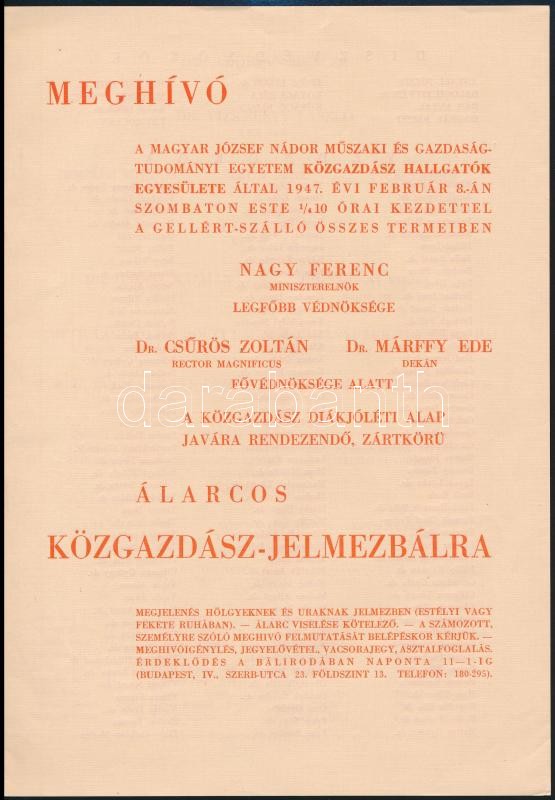 MEGHÍVÓ
A MAGYAR JÓZSEF NÁDOR MŰSZAKI ÉS GAZDASÁG-
TUDOMÁNYI EGYETEM KÖZGAZDÁSZ HALLGATÓK
EGYESÜLETE ÁLTAL 1947. ÉVI FEBRUÁR 8.-ÁN
SZOMBATON ESTE 1/410 ÓRAI KEZDETTEL
A GELLÉRT-SZÁLLÓ ÖSSZES TERMEIBEN
NAGY FERENC
MINISZTERELNÖK
LEGFŐBB VÉDNÖKSÉGE
DR. CSŰRÖS ZOLTÁN DR. MÁRFFY EDE
RECTOR MAGNIFICUS DEKÁN
FŐVÉDNÖKSÉGE ALATT
darabanth
A KÖZGAZDÁSZ DIÁKJÓLÉTI ALAP
JAVÁRA RENDEZENDŐ, ZÁRTKÖRÜ
ÁLARCOS
KÖZGAZDÁSZ-JELMEZBÁLRA
MEGJELENÉS HÖLGYEKNEK ÉS URAKNAK JELMEZBEN (ESTÉLYI VAGY
FEKETE RUHÁBAN). — ÁLARC VISELÉSE KÖTELEZŐ. — A SZÁMOZOTT,
SZEMÉLYRE SZÓLÓ MEGHIVÓ FELMUTATÁSÁT BELÉPÉSKOR KÉRJÜK. —
MEGHIVÓIGÉNYLÉS, JEGYELŐVÉTEL, VACSORAJEGY, ASZTALFOGLALÁS.
ÉRDEKLŐDÉS A BÁLIRODÁBAN NAPONTA 11—1-IG
(BUDAPEST, IV., SZERB-UTCA 23. FÖLDSZINT 13. TELEFON: 180-295).